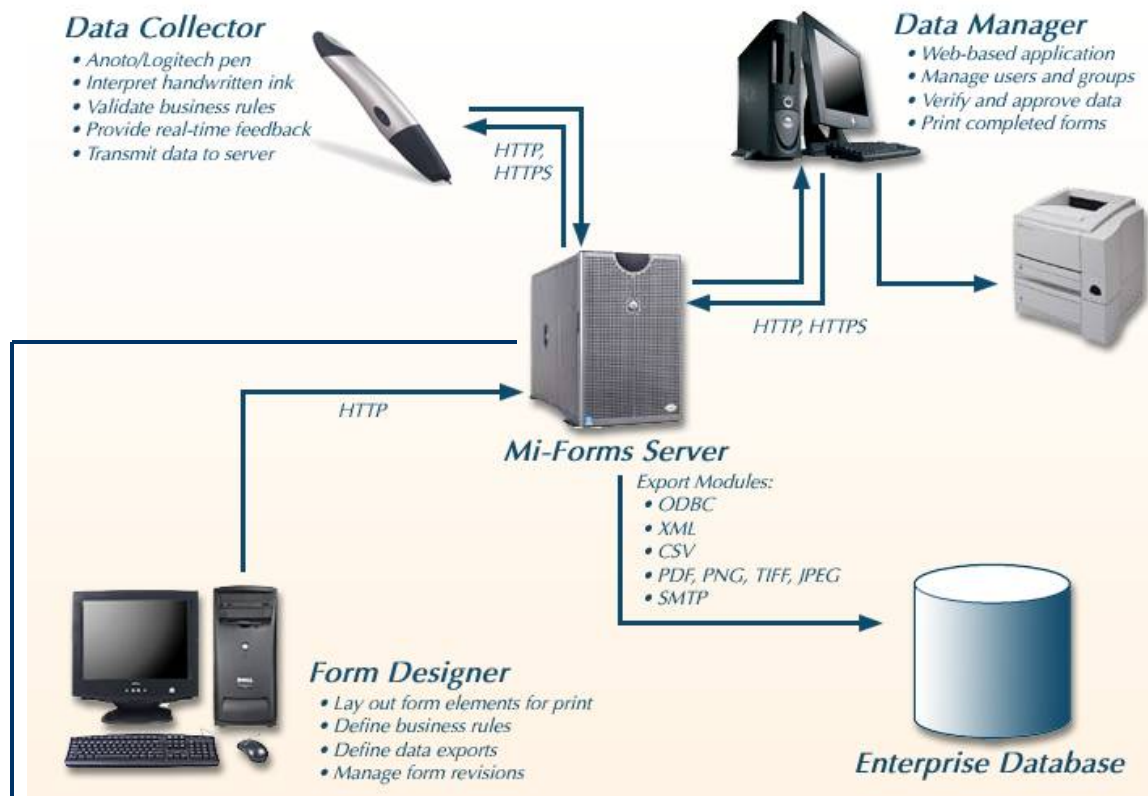 Data Collector
• Anoto/Logitech pen
• Interpret handwritten ink
• Validate business rules
• Provide real-time feedback
• Transmit data to server
HTTP,
HTTPS
Data Manager
• Web-based application
• Manage users and groups
• Verify and approve data
• Print completed forms
HTTP, HTTPS
HTTP
Mi-Forms Server
Export Modules:
• ODBC
• XML
• CSV
• PDF, PNG, TIFF, JPEG
• SMTP
Form Designer
• Lay out form elements for print
• Define business rules
• Define data exports
• Manage form revisions
Enterprise Database